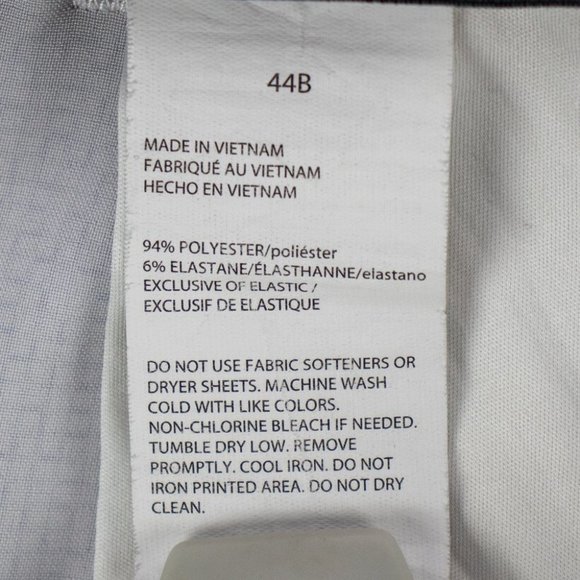 44B
MADE IN VIETNAM
FABRIQUÉ AU VIETNAM
HECHO EN VIETNAM
94% POLYESTER/poliéster
6% ELASTANE/ÉLASTHANNE/elastano
EXCLUSIVE OF ELASTIC /
EXCLUSIF DE ELASTIQUE
DO NOT USE FABRIC SOFTENERS OR
DRYER SHEETS. MACHINE WASH
COLD WITH LIKE COLORS.
NON-CHLORINE BLEACH IF NEEDED.
TUMBLE DRY LOW. REMOVE
PROMPTLY. COOL IRON. DO NOT
IRON PRINTED AREA. DO NOT DRY
CLEAN.